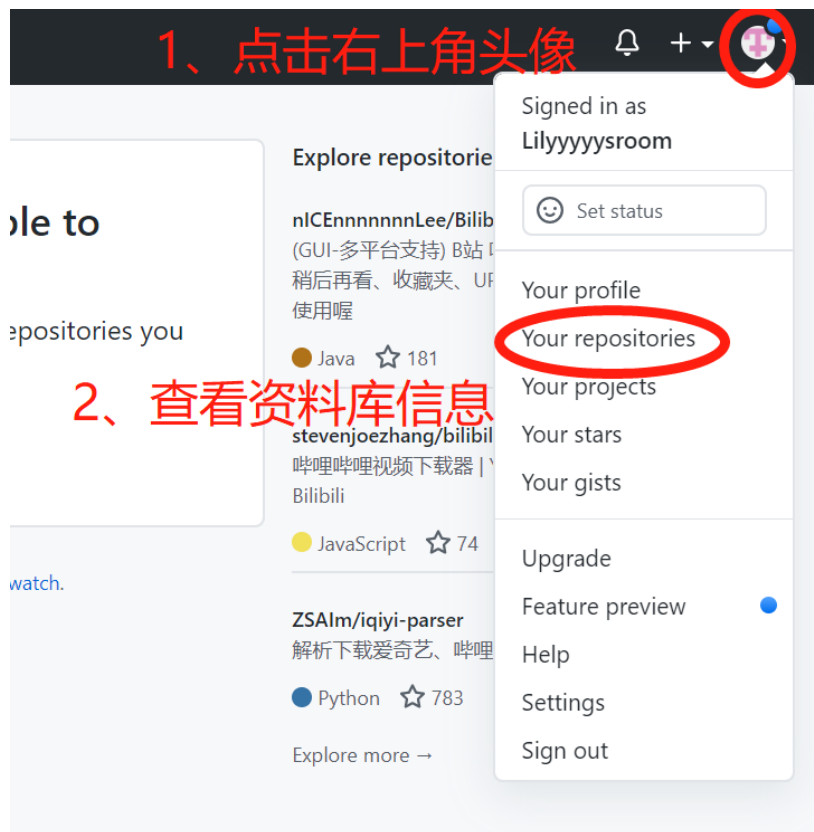 1、点击右上角头像
Signed in as
Lilyyyyysroom
Set status
Your profile
Your repositories
Your projects
Your stars
Your gists
Upgrade
Feature preview
Help
Settings
Sign out
ble to
epositories you
watch.
2、查看资料库信息
Explore repositorie
nICEnnnnnnnLee/Bilib
(GUI-多平台支持) B站
稍后再看、收藏夹、UP
使用喔
Java 181
stevenjoezhang/bilibil
哔哩哔哩视频下载器 |
Bilibili
JavaScript 74
ZSAIm/iqiyi-parser
解析下载爱奇艺、哔哩
Python 783
Explore more →